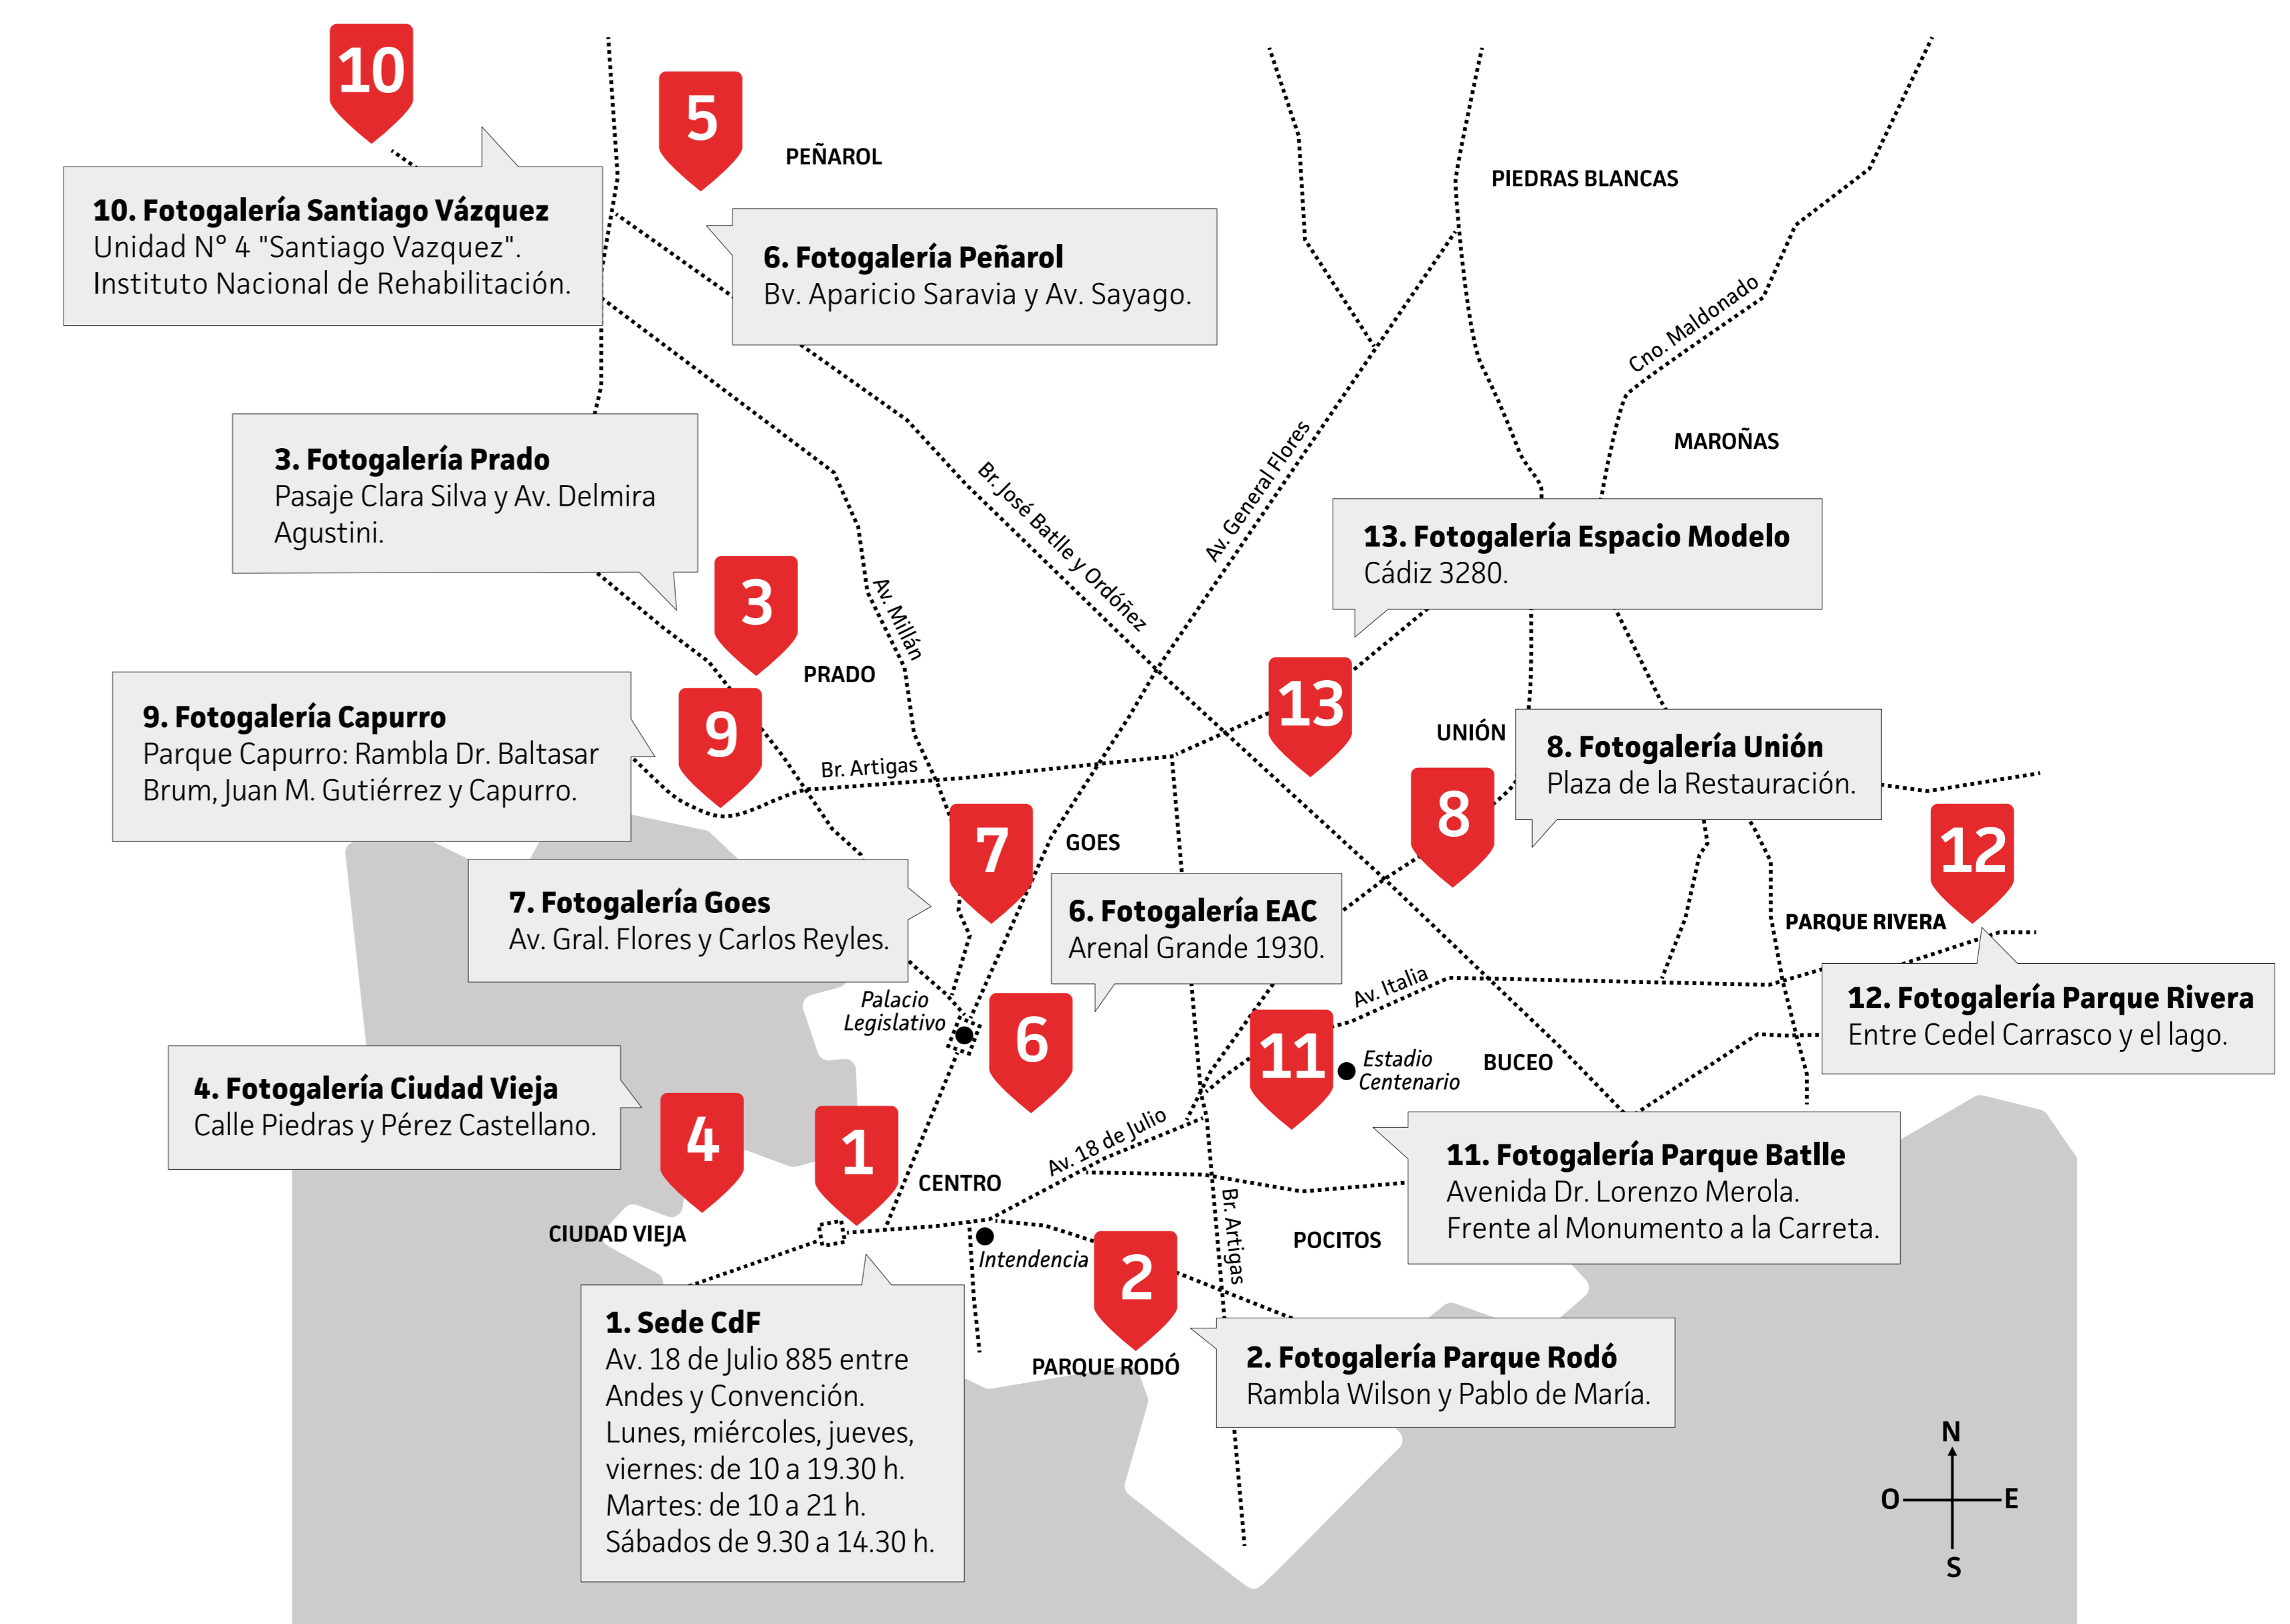 10
5
PEÑAROL
PIEDRAS BLANCAS
10. Fotogalería Santiago Vázquez
Unidad N° 4 "Santiago Vazquez".
Instituto Nacional de Rehabilitación.
6. Fotogalería Peñarol
Bv. Aparicio Saravia y Av. Sayago.
Cno. Maldonado
MAROÑAS
3. Fotogalería Prado
Pasaje Clara Silva y Av. Delmira
Agustini.
Br. José Batlle y Ordóñez
Av. General Flores
13. Fotogalería Espacio Modelo
Cádiz 3280.
3
Av. Millán
PRADO
13
9. Fotogalería Capurro
Parque Capurro: Rambla Dr. Baltasar
Brum, Juan M. Gutiérrez y Capurro.
9
Br. Artigas
UNIÓN
8. Fotogalería Unión
Plaza de la Restauración.
8
7
GOES
12
7. Fotogalería Goes
Av. Gral. Flores y Carlos Reyles.
6. Fotogalería EAC
Arenal Grande 1930.
PARQUE RIVERA
Palacio
Legislativo
6
Av. Italia
12. Fotogalería Parque Rivera
Entre Cedel Carrasco y el lago.
11
Estadio
Centenario
BUCEO
4. Fotogalería Ciudad Vieja
Calle Piedras y Pérez Castellano.
4
1
Av. 18 de Julio
CENTRO
11. Fotogalería Parque Batlle
Avenida Dr. Lorenzo Merola.
Frente al Monumento a la Carreta.
CIUDAD VIEJA
Intendencia
2
Br. Artigas
POCITOS
1. Sede CdF
Av. 18 de Julio 885 entre
Andes y Convención.
Lunes, miércoles, jueves,
viernes: de 10 a 19.30 h.
Martes: de 10 a 21 h.
Sábados de 9.30 a 14.30 h.
PARQUE RODÓ
2. Fotogalería Parque Rodó
Rambla Wilson y Pablo de María.
N
O
E
S